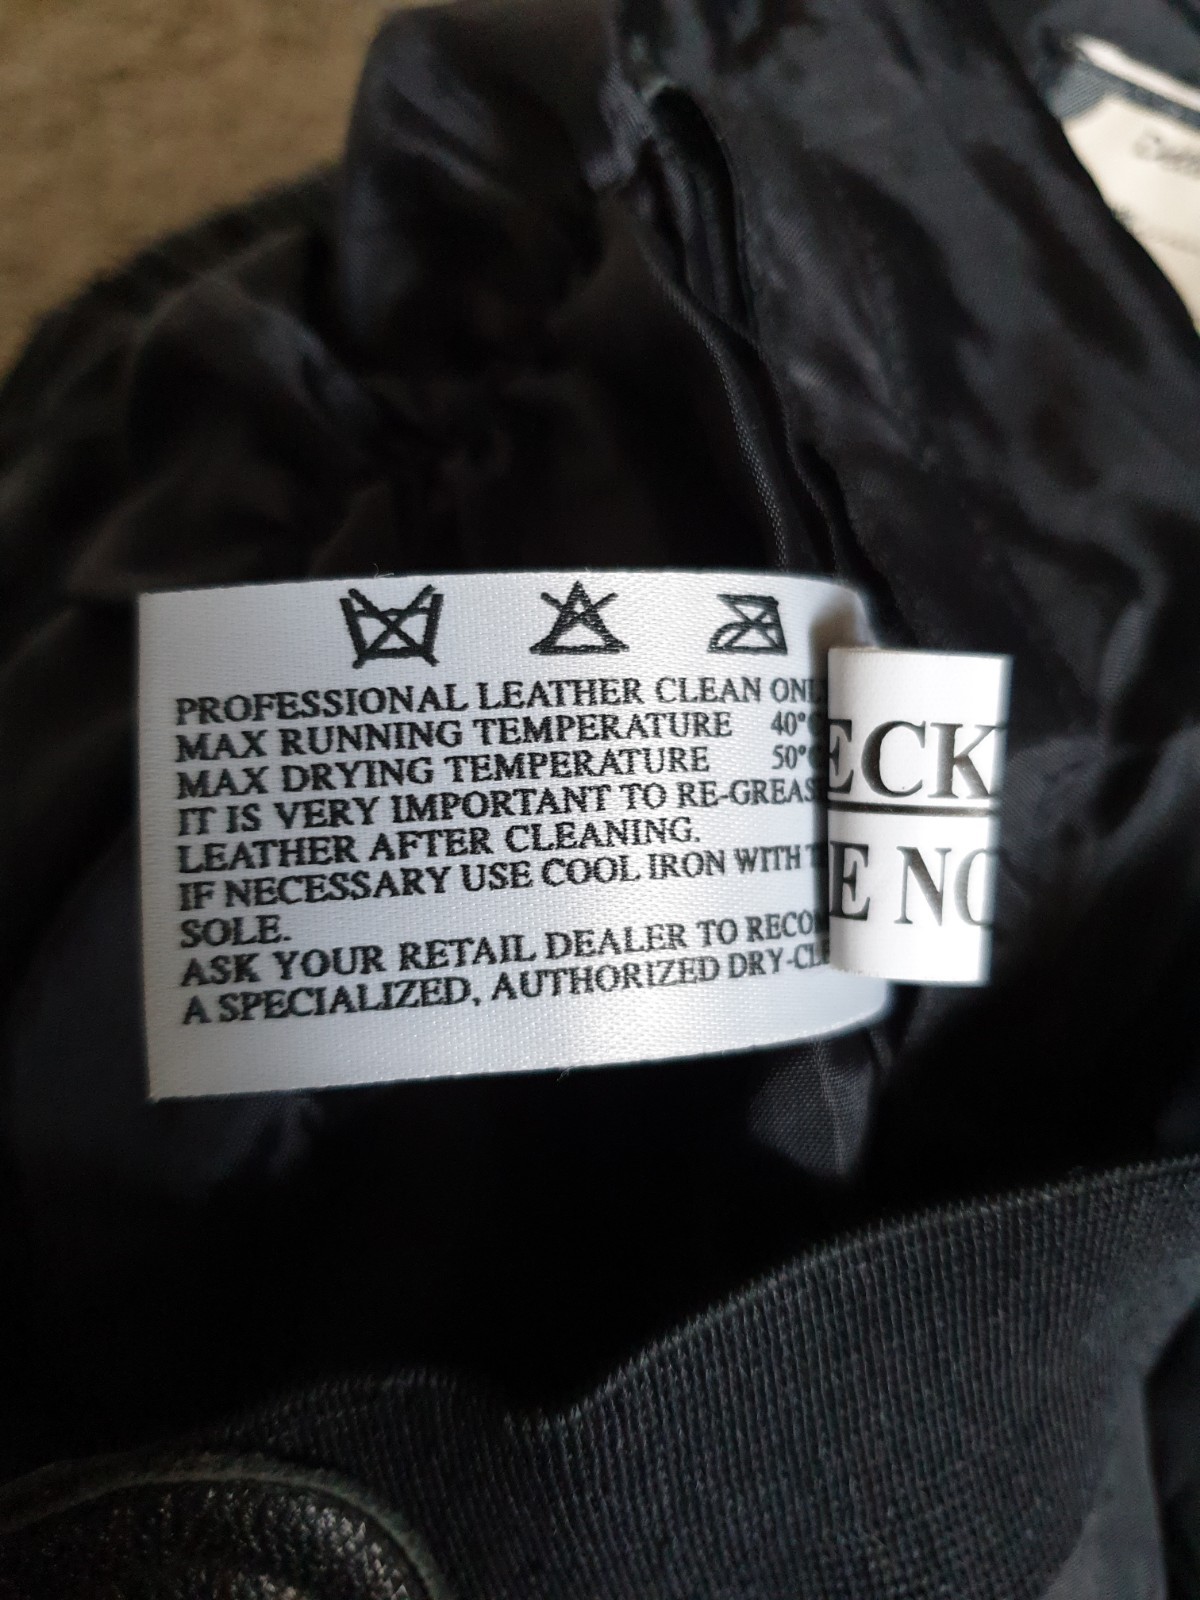 PROFESSIONAL LEATHER CLEAN ONL
MAX RUNNING TEMPERATURE 40°C
MAX DRYING TEMPERATURE 50°C
IT IS VERY IMPORTANT TO RE-GREAS
LEATHER AFTER CLEANING.
IF NECESSARY USE COOL IRON WITH T
SOLE.
ASK YOUR RETAIL DEALER TO RECO
A SPECIALIZED, AUTHORIZED DRY-CL
ECK
E NO